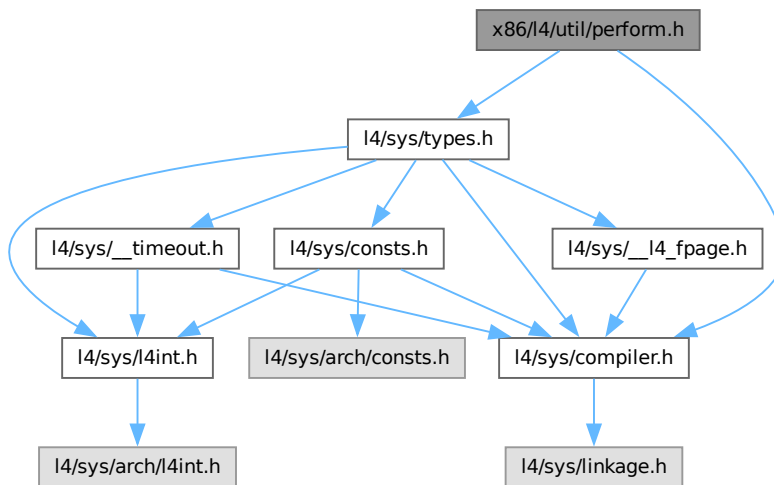 x86/l4/util/perform.h
l4/sys/types.h
l4/sys/__timeout.h
l4/sys/consts.h
l4/sys/__l4_fpage.h
l4/sys/l4int.h
l4/sys/arch/consts.h
l4/sys/compiler.h
l4/sys/arch/l4int.h
l4/sys/linkage.h